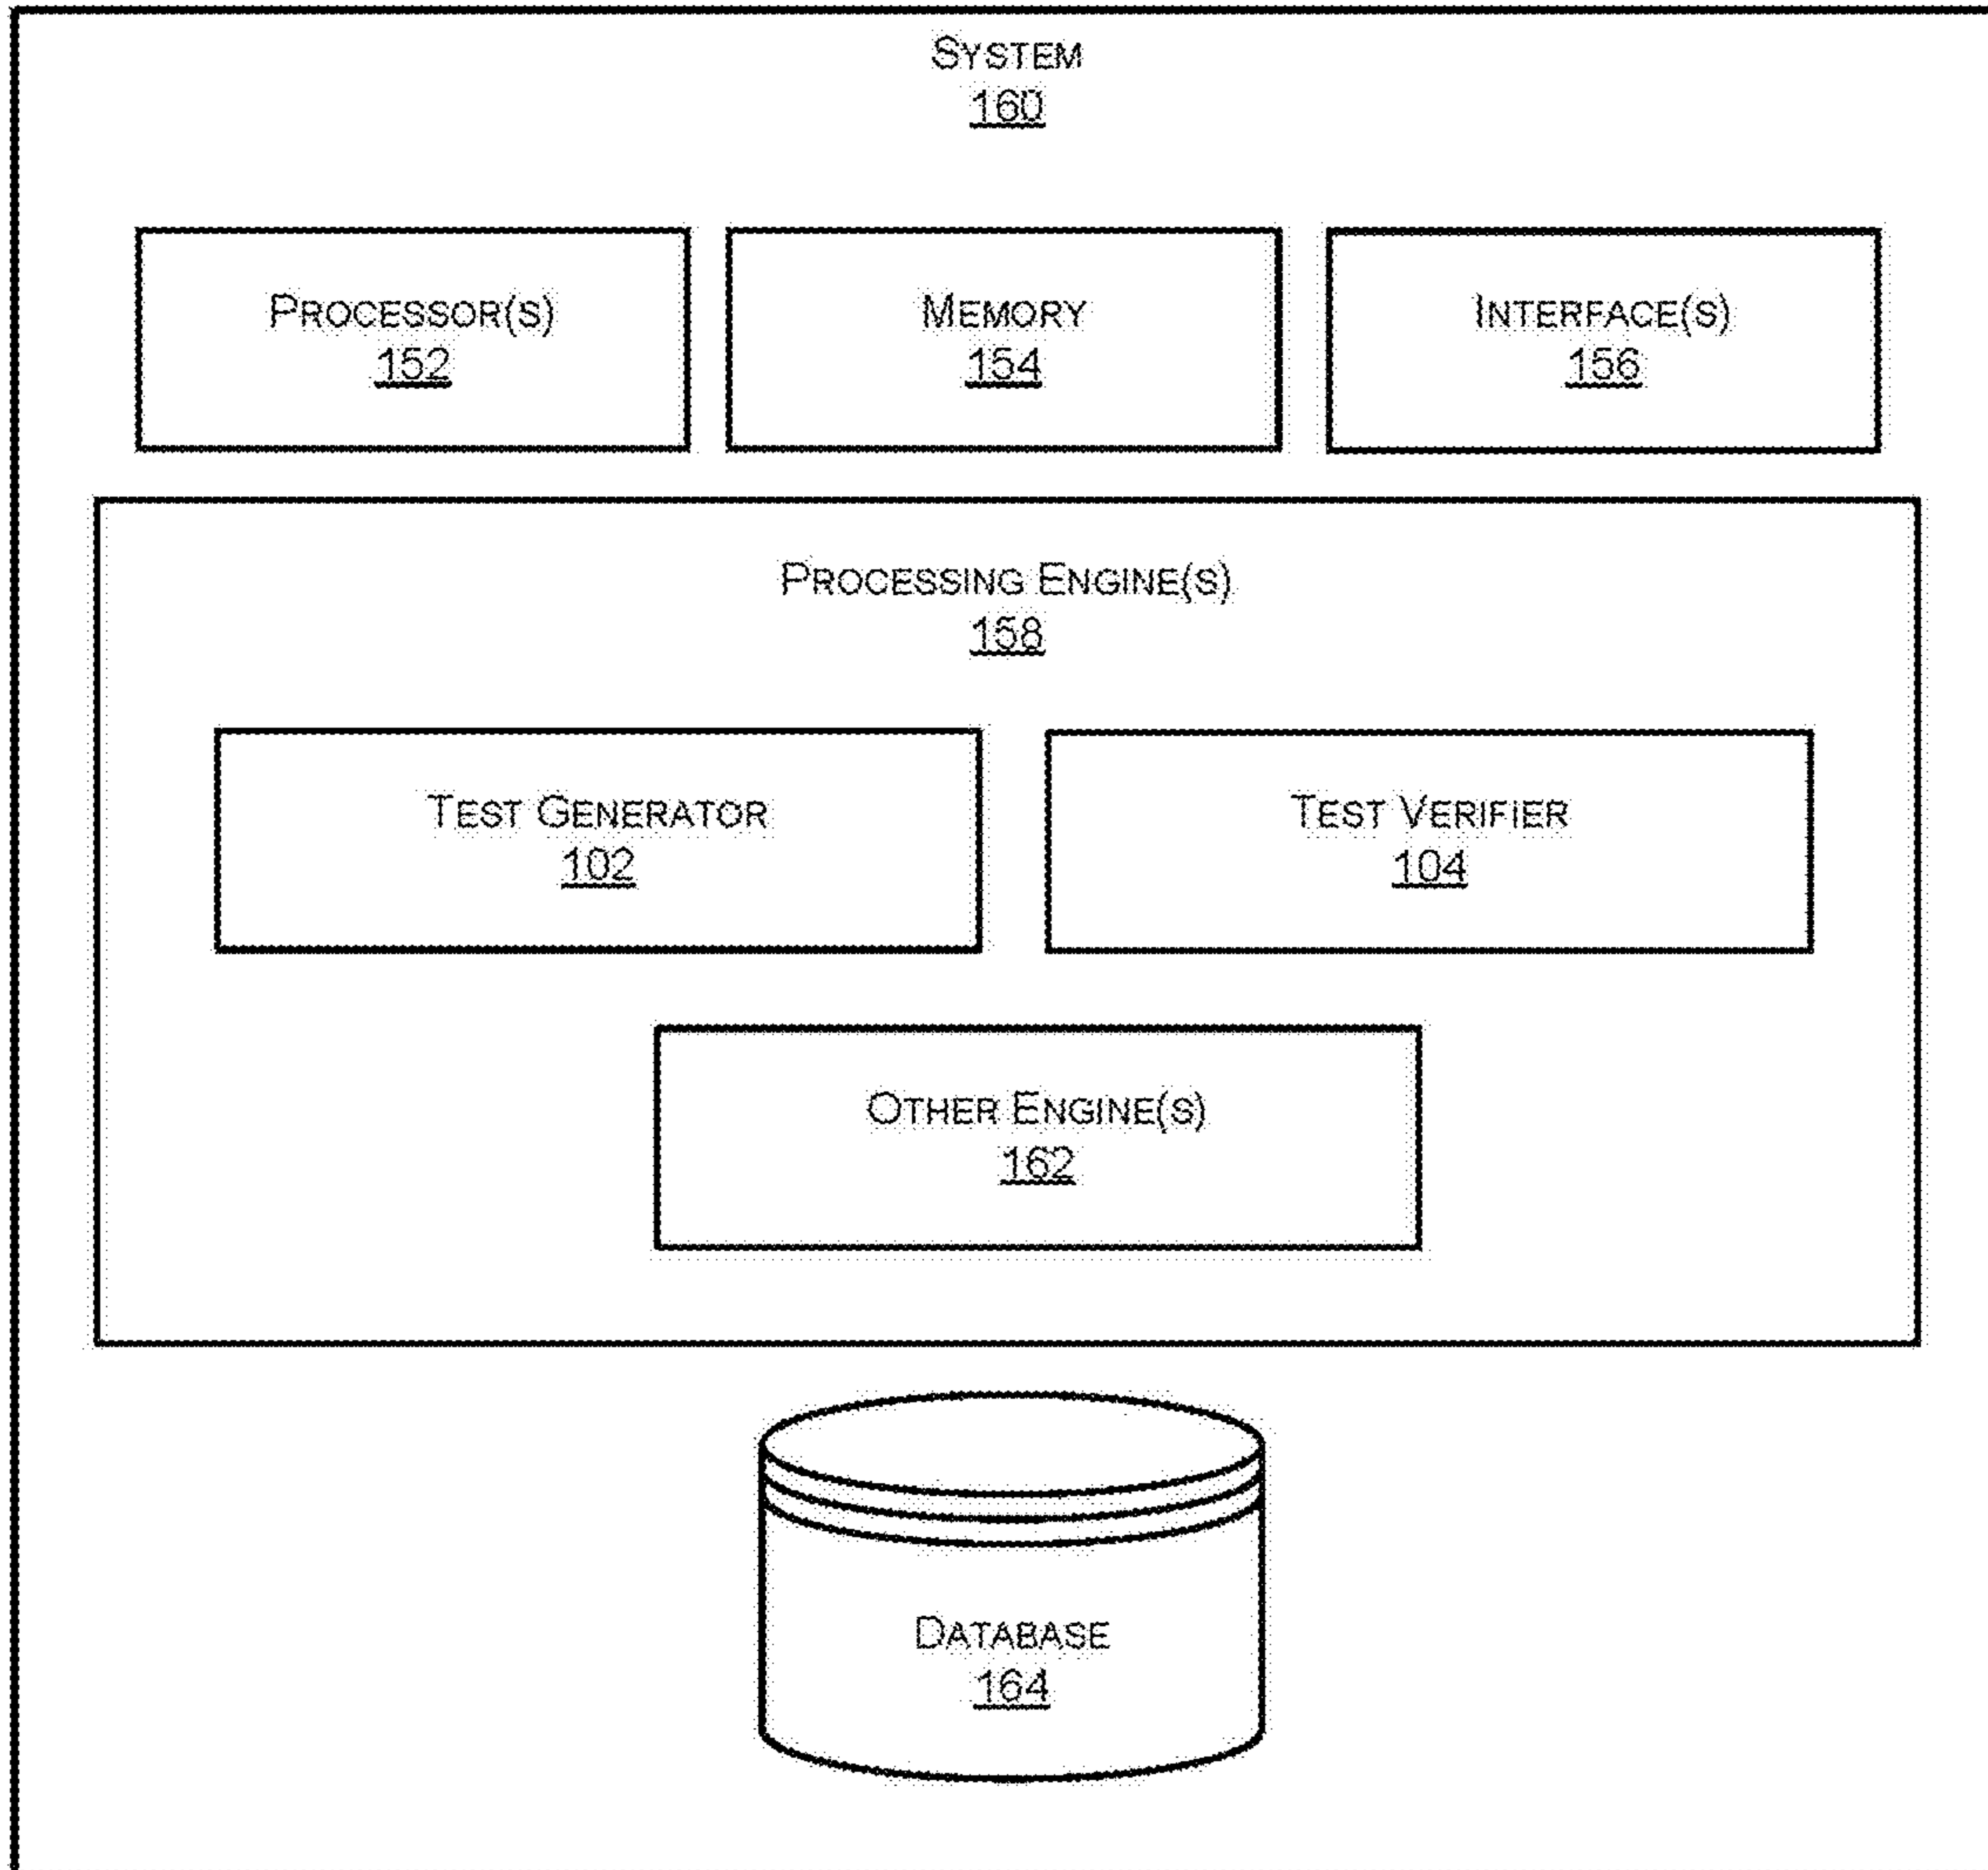 SYSTEM
160
PROCESSOR(S)
152
MEMORY
154
INTERFACE(S)
156
PROCESSING ENGINE(S)
158
TEST GENERATOR
102
TEST VERIFIER
104
OTHER ENGINE(S)
162
DATABASE
164